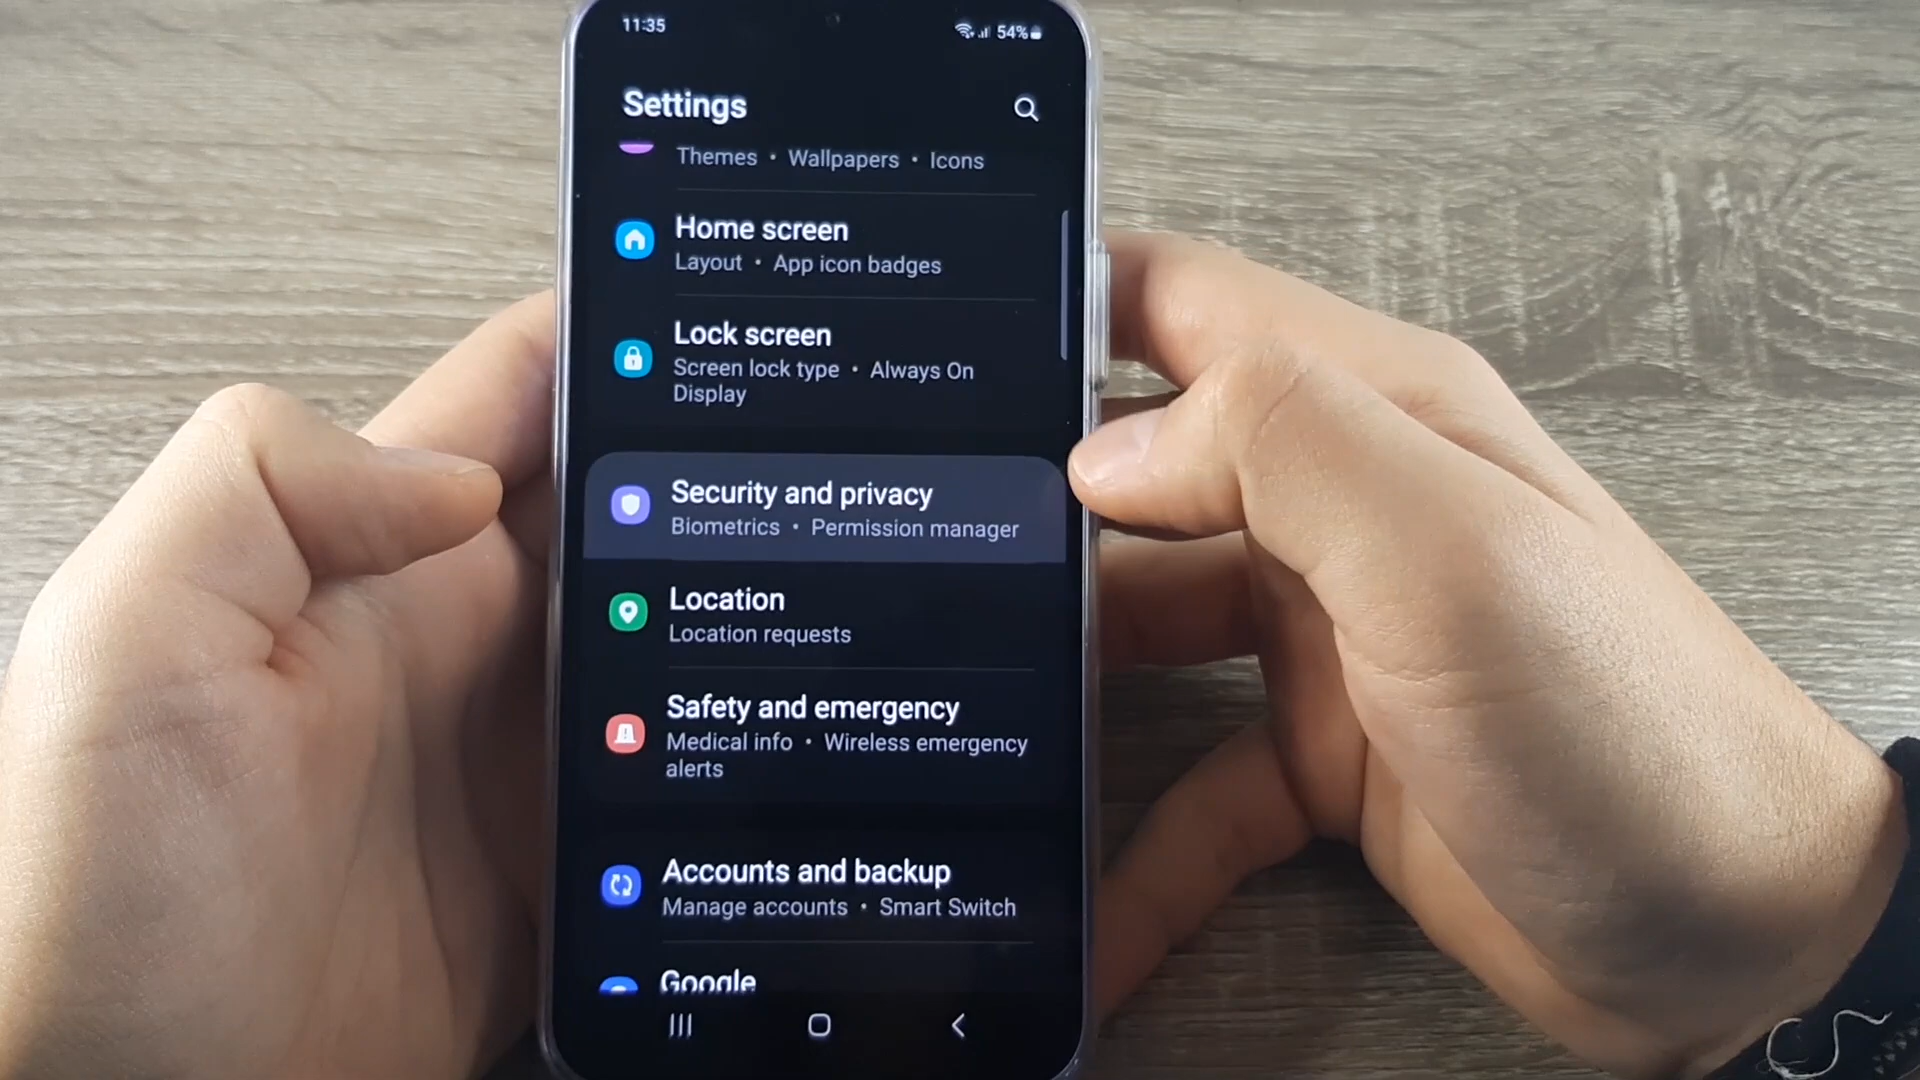 11:35
54%
Settings
Themes • Wallpapers • Icons
Home screen
Layout • App icon badges
Lock screen
Screen lock type • Always On
Display
Security and privacy
Biometrics • Permission manager
Location
Location requests
Safety and emergency
Medical info • Wireless emergency
alerts
Accounts and backup
Manage accounts • Smart Switch
Google